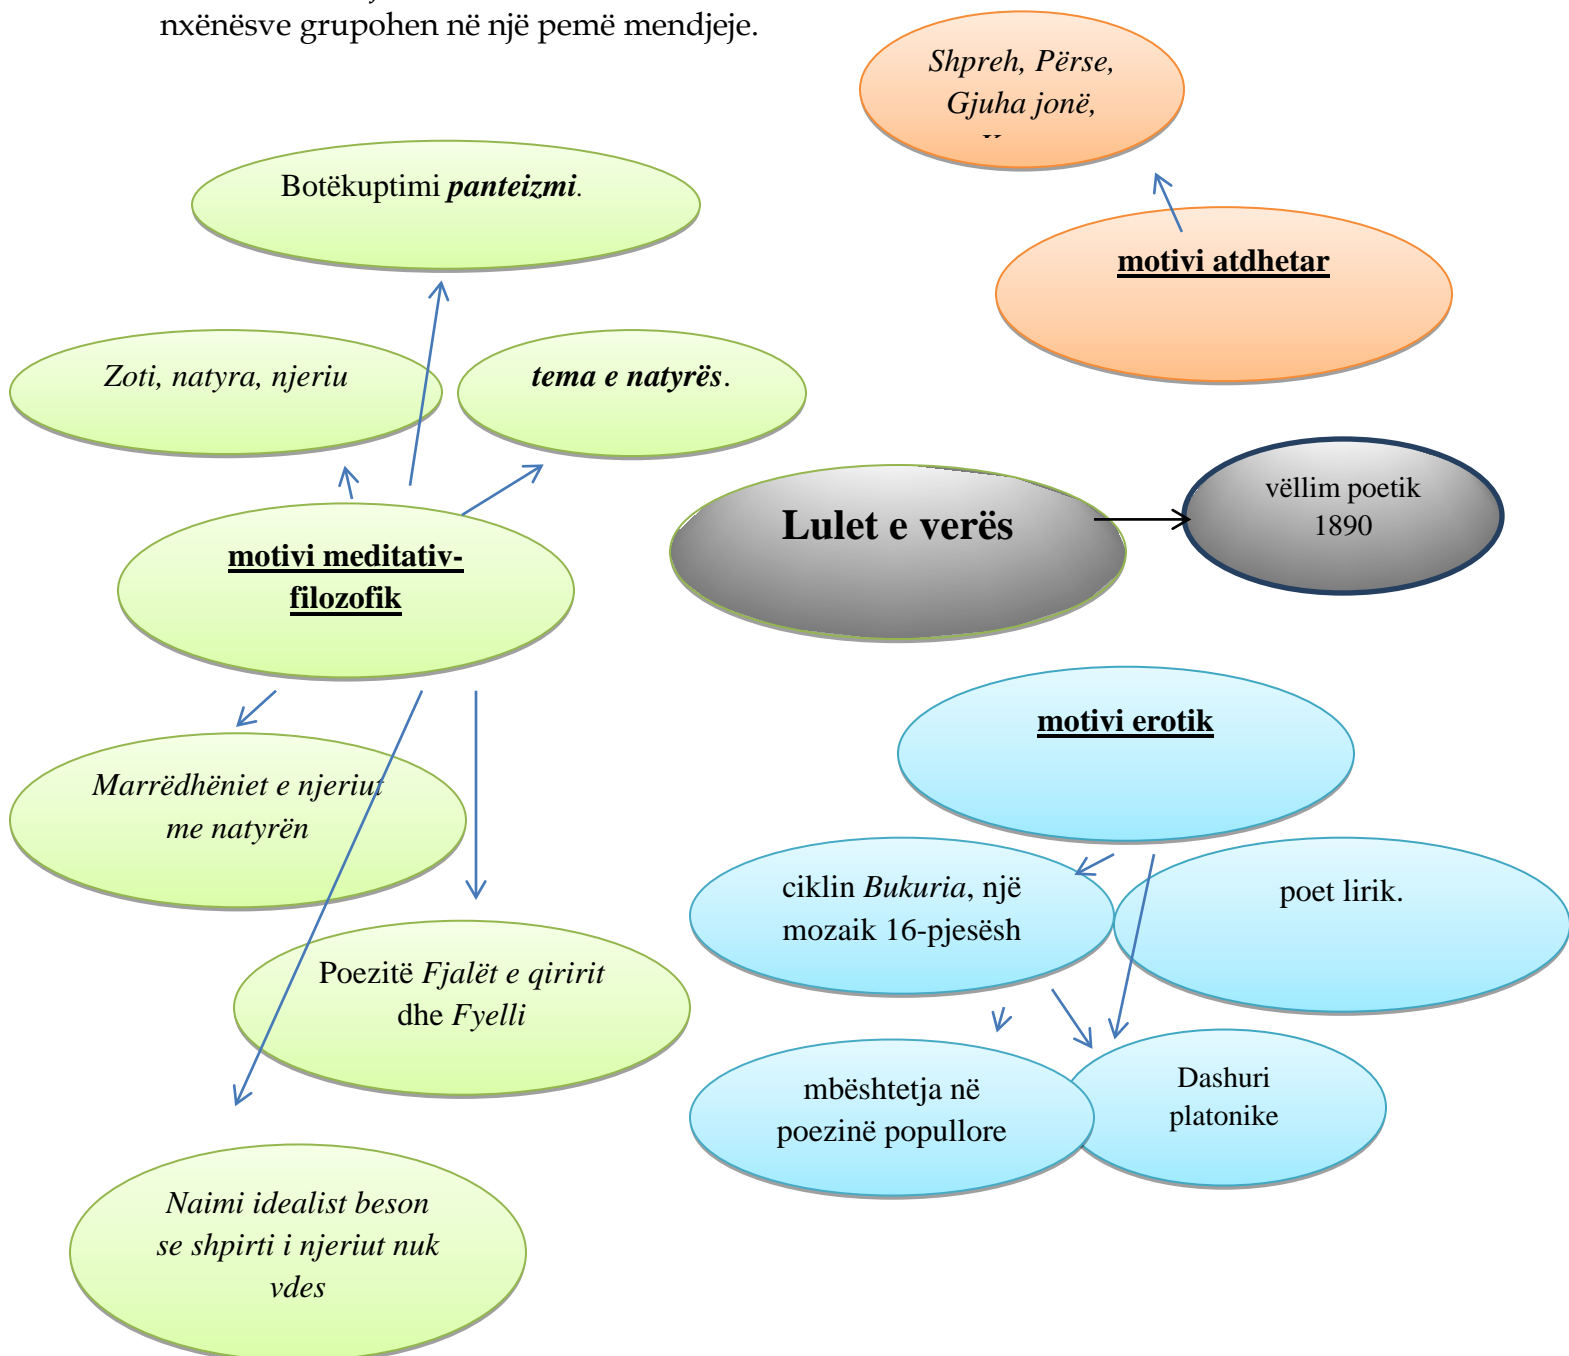 nxënësve grupohen në një pemë mendjeje.
Shpreh, Përse,
Gjuha jonë,
Botëkuptimi panteizmi.
motivi atdhetar
Zoti, natyra, njeriu
tema e natyrës.
Lulet e verës
vëllim poetik
1890
motivi meditativ-
filozofik
motivi erotik
Marrëdhëniet e njeriut
me natyrën
ciklin Bukuria, një
mozaik 16-pjesësh
poet lirik.
Poezitë Fjalët e qiririt
dhe Fyelli
mbështetja në
poezinë popullore
Dashuri
platonike
Naimi idealist beson
se shpirti i njeriut nuk
vdes